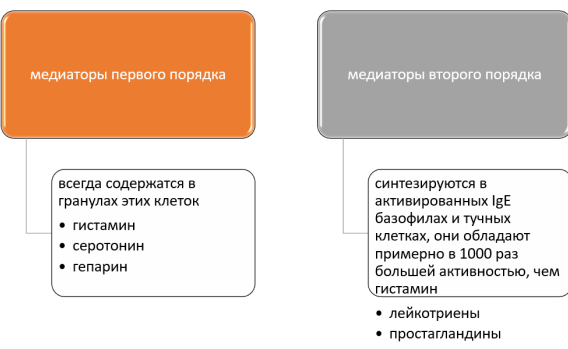 медиаторы первого порядка
всегда содержатся в
гранулах этих клеток
• гистамин
• серотонин
• гепарин
медиаторы второго порядка
синтезируются в
активированных IgE
базофилах и тучных
клетках, они обладают
примерно в 1000 раз
большей активностью, чем
гистамин
• лейкотриены
• простагландины